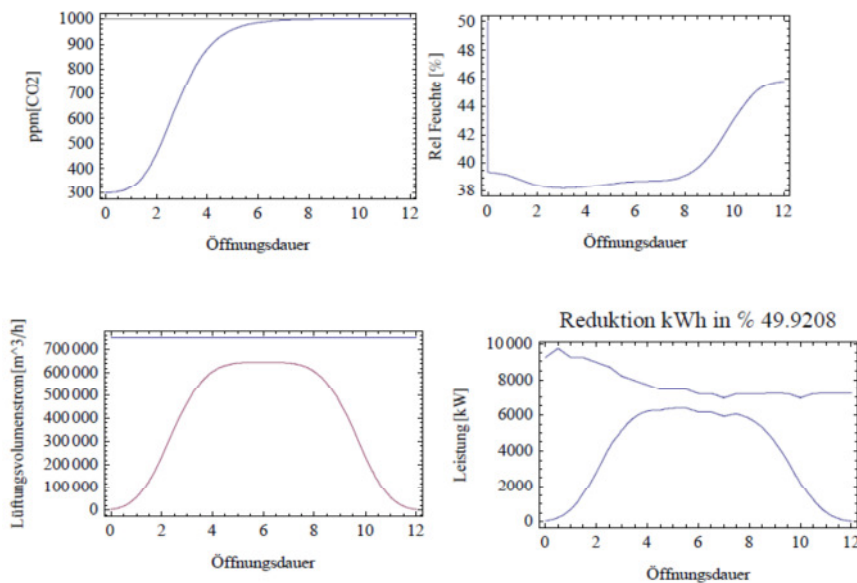 1000
900
800
700
600
500
400
300
ppm[CO2]
0 2 4 6 8 10 12
Öffnungsdauer
50
46
42
40
38
Rel Feuchte [%]
0 2 4 6 8 10 12
Öffnungsdauer
700 000
600 000
500 000
400 000
300 000
200 000
100 000
0
Lüftungsvolumenstrom[m^3/h]
0 2 4 6 8 10 12
Öffnungsdauer
Reduktion kWh in % 49.9208
10 000
8000
6000
4000
2000
0
Leistung [kW]
0 2 4 6 8 10 12
Öffnungsdauer